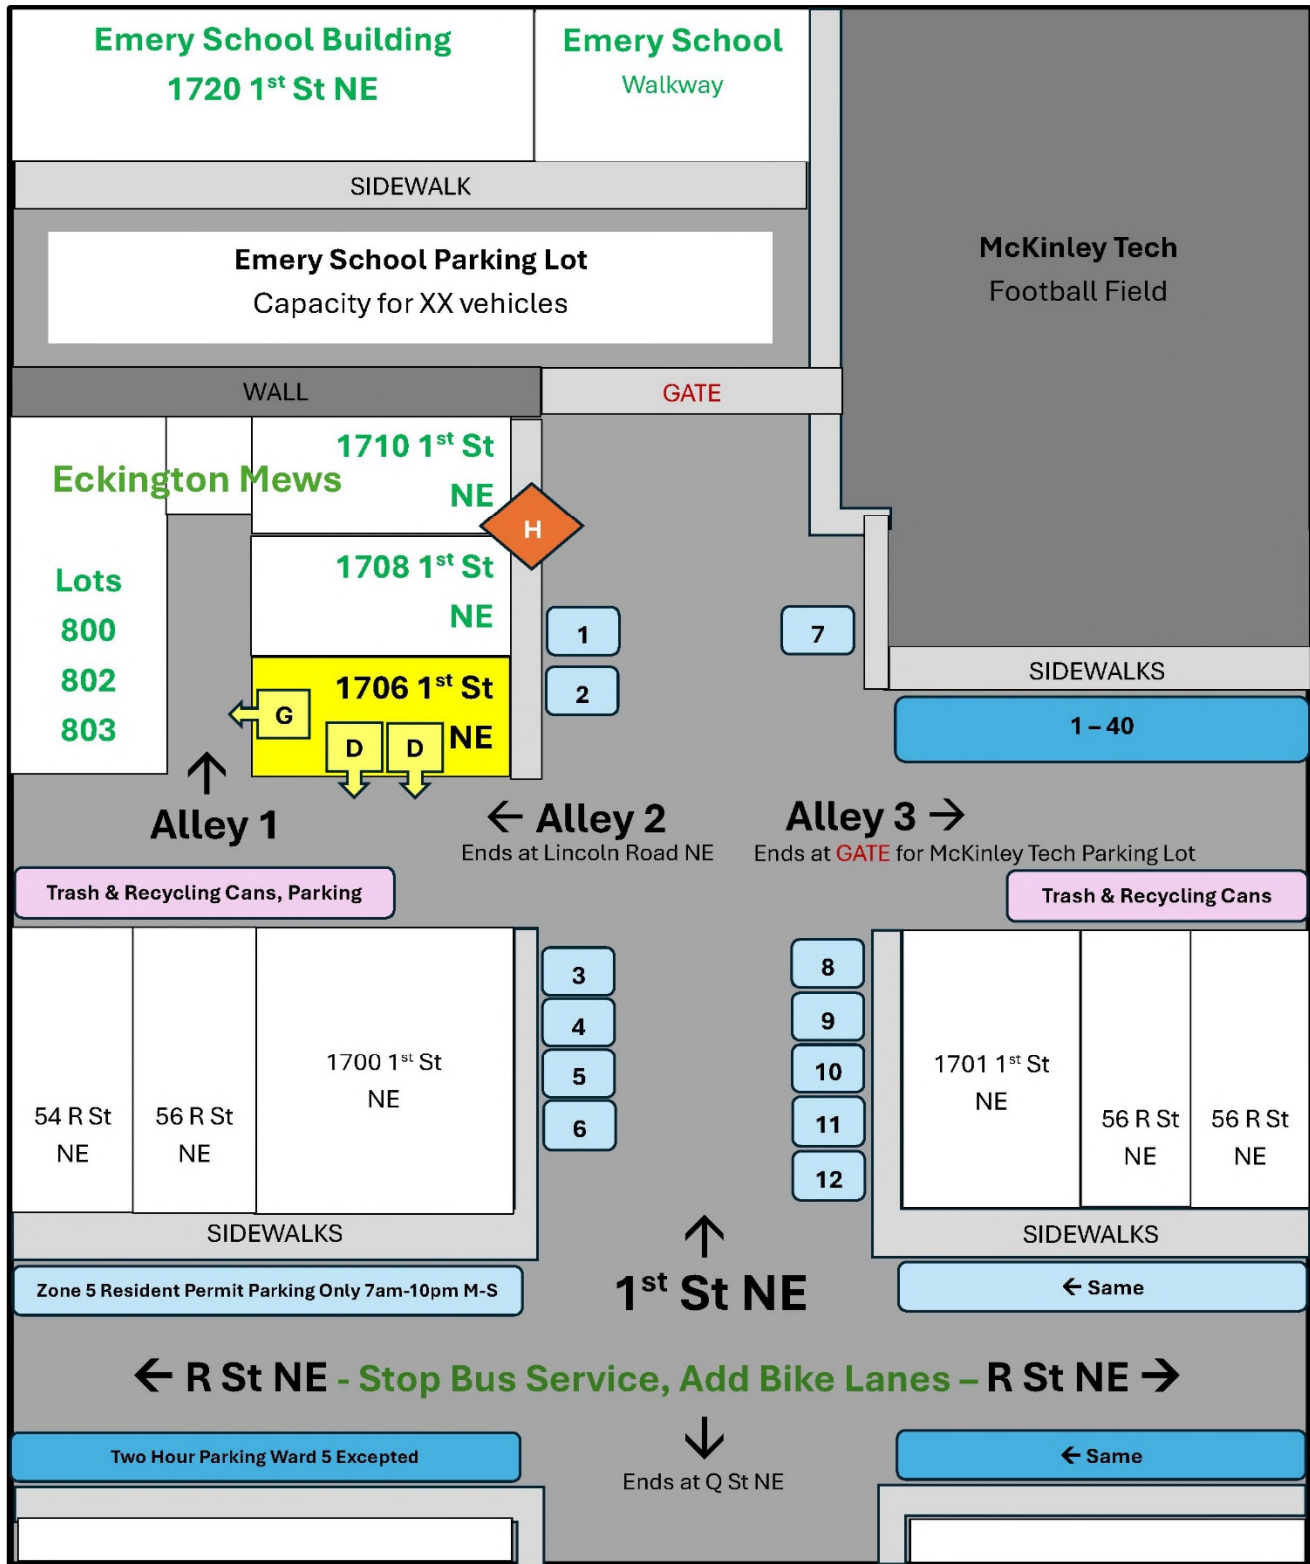 Emery School Building
1720 1st St NE
Emery School
Walkway
SIDEWALK
Emery School Parking Lot
Capacity for XX vehicles
McKinley Tech
Football Field
WALL
GATE
Eckington Mews
1710 1st St
NE
H
1708 1st St
NE
Lots
800
802
803
1
2
7
1706 1st St
NE
G
D
D
SIDEWALKS
1 – 40
↑
Alley 1
← Alley 2
Ends at Lincoln Road NE
Alley 3 →
Ends at GATE for McKinley Tech Parking Lot
Trash & Recycling Cans, Parking
Trash & Recycling Cans
54 R St
NE
56 R St
NE
1700 1st St
NE
3
4
5
6
8
9
10
11
12
1701 1st St
NE
56 R St
NE
56 R St
NE
SIDEWALKS
SIDEWALKS
Zone 5 Resident Permit Parking Only 7am-10pm M-S
↑
1st St NE
← Same
← R St NE - Stop Bus Service, Add Bike Lanes – R St NE →
Two Hour Parking Ward 5 Excepted
↓
Ends at Q St NE
← Same